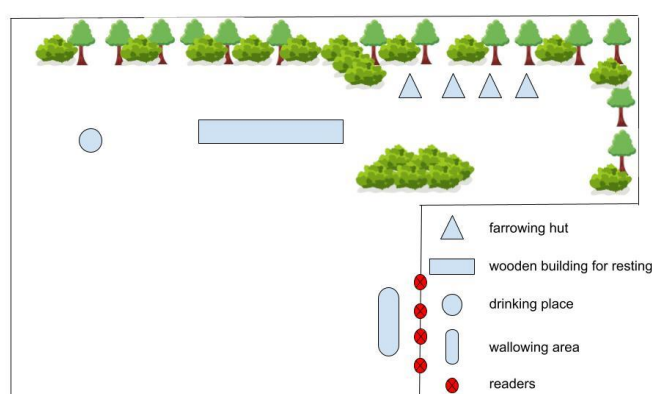 farrowing hut
wooden building for resting
drinking place
wallowing area
readers